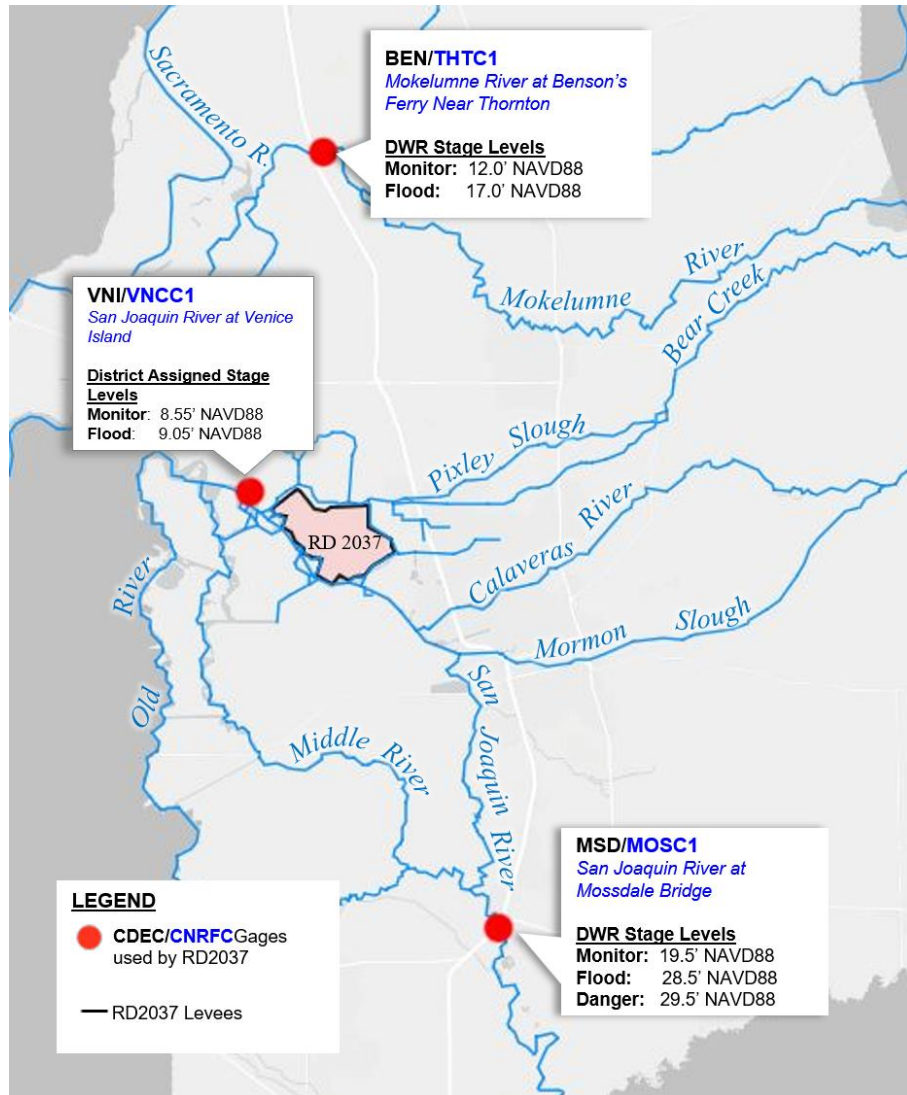 Sacramento R.
BEN/THTC1
Mokelumne River at Benson's
Ferry Near Thornton
DWR Stage Levels
Monitor: 12.0' NAVD88
Flood: 17.0' NAVD88
Mokelumne River
Bear Creek
VNI/VNCC1
San Joaquin River at Venice
Island
District Assigned Stage
Levels
Monitor: 8.55' NAVD88
Flood: 9.05' NAVD88
Pixley Slough
RD 2037
Calaveras River
Mormon Slough
Old River
Middle River
San Joaquin River
MSD/MOSC1
San Joaquin River at
Mossdale Bridge
DWR Stage Levels
Monitor: 19.5' NAVD88
Flood: 28.5' NAVD88
Danger: 29.5' NAVD88
LEGEND
CDEC/CNRFCGages
used by RD2037
RD2037 Levees